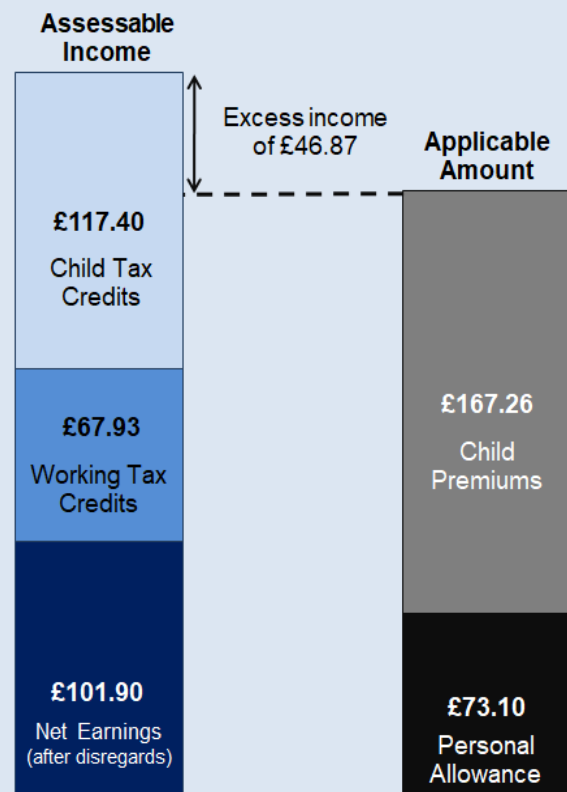 Assessable
Income
Excess income
of £46.87
Applicable
Amount
£117.40
Child Tax
Credits
£67.93
Working Tax
Credits
£101.90
Net Earnings
(after disregards)
£167.26
Child
Premiums
£73.10
Personal
Allowance